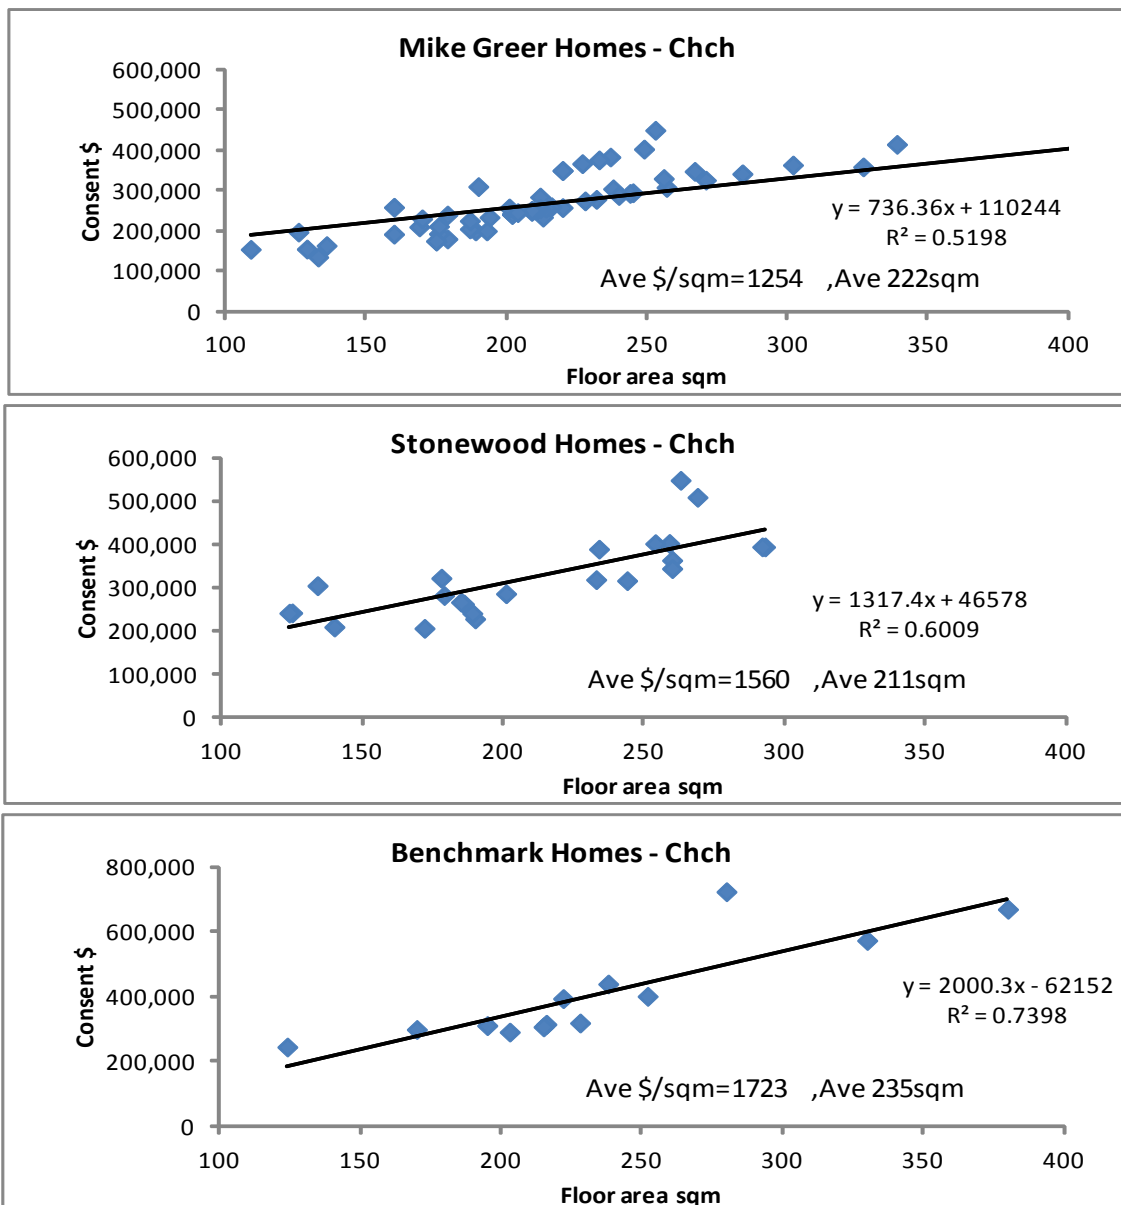 Mike Greer Homes - Chch
600,000
500,000
400,000
300,000
200,000
100,000
0
Consent $
y = 736.36x + 110244
R² = 0.5198
Ave $/sqm=1254 ,Ave 222sqm
100 150 200 250 300 350 400
Floor area sqm
Stonewood Homes - Chch
600,000
500,000
400,000
300,000
200,000
100,000
0
Consent $
y = 1317.4x + 46578
R² = 0.6009
Ave $/sqm=1560 ,Ave 211sqm
100 150 200 250 300 350 400
Floor area sqm
Benchmark Homes - Chch
800,000
600,000
400,000
200,000
0
Consent $
y = 2000.3x - 62152
R² = 0.7398
Ave $/sqm=1723 ,Ave 235sqm
100 150 200 250 300 350 400
Floor area sqm